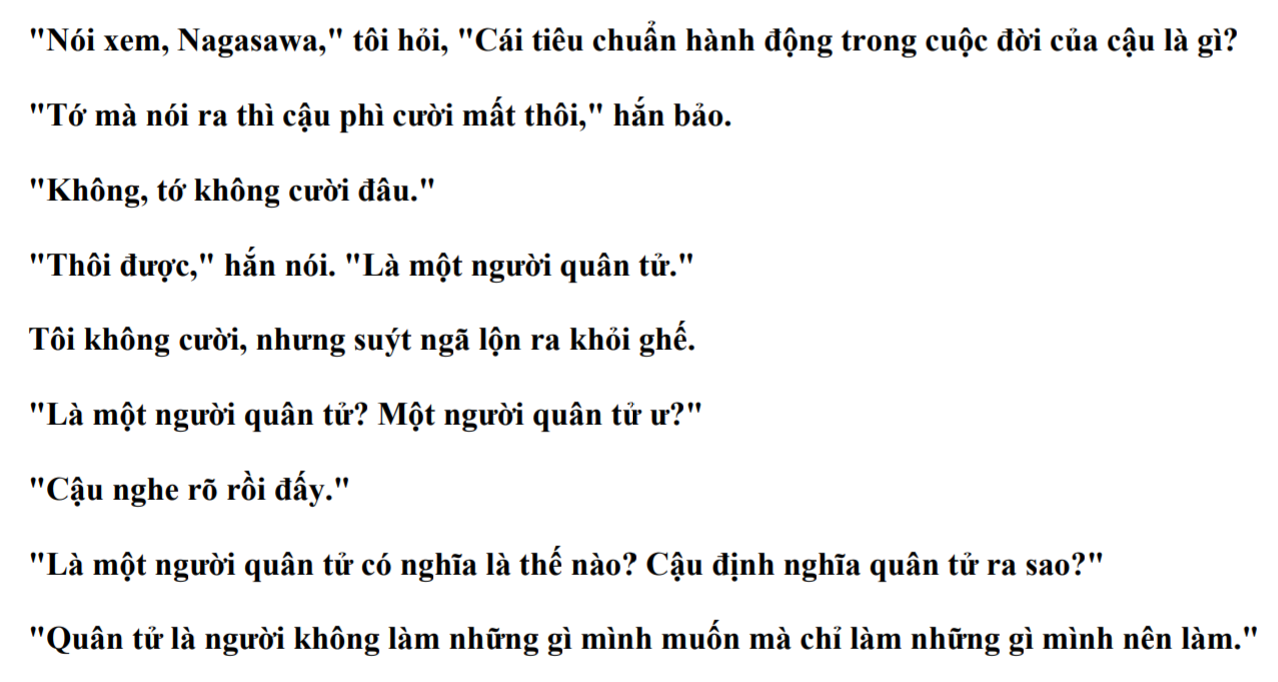 "Nói xem, Nagasawa," tôi hỏi, "Cái tiêu chuẩn hành động trong cuộc đời của cậu là gì?
"Tớ mà nói ra thì cậu phì cười mất thôi," hắn bảo.
"Không, tớ không cười đâu."
"Thôi được," hắn nói. "Là một người quân tử."
Tôi không cười, nhưng suýt ngã lộn ra khỏi ghế.
"Là một người quân tử? Một người quân tử ư?"
"Cậu nghe rõ rồi đấy."
"Là một người quân tử có nghĩa là thế nào? Cậu định nghĩa quân tử ra sao?"
"Quân tử là người không làm những gì mình muốn mà chỉ làm những gì mình nên làm."